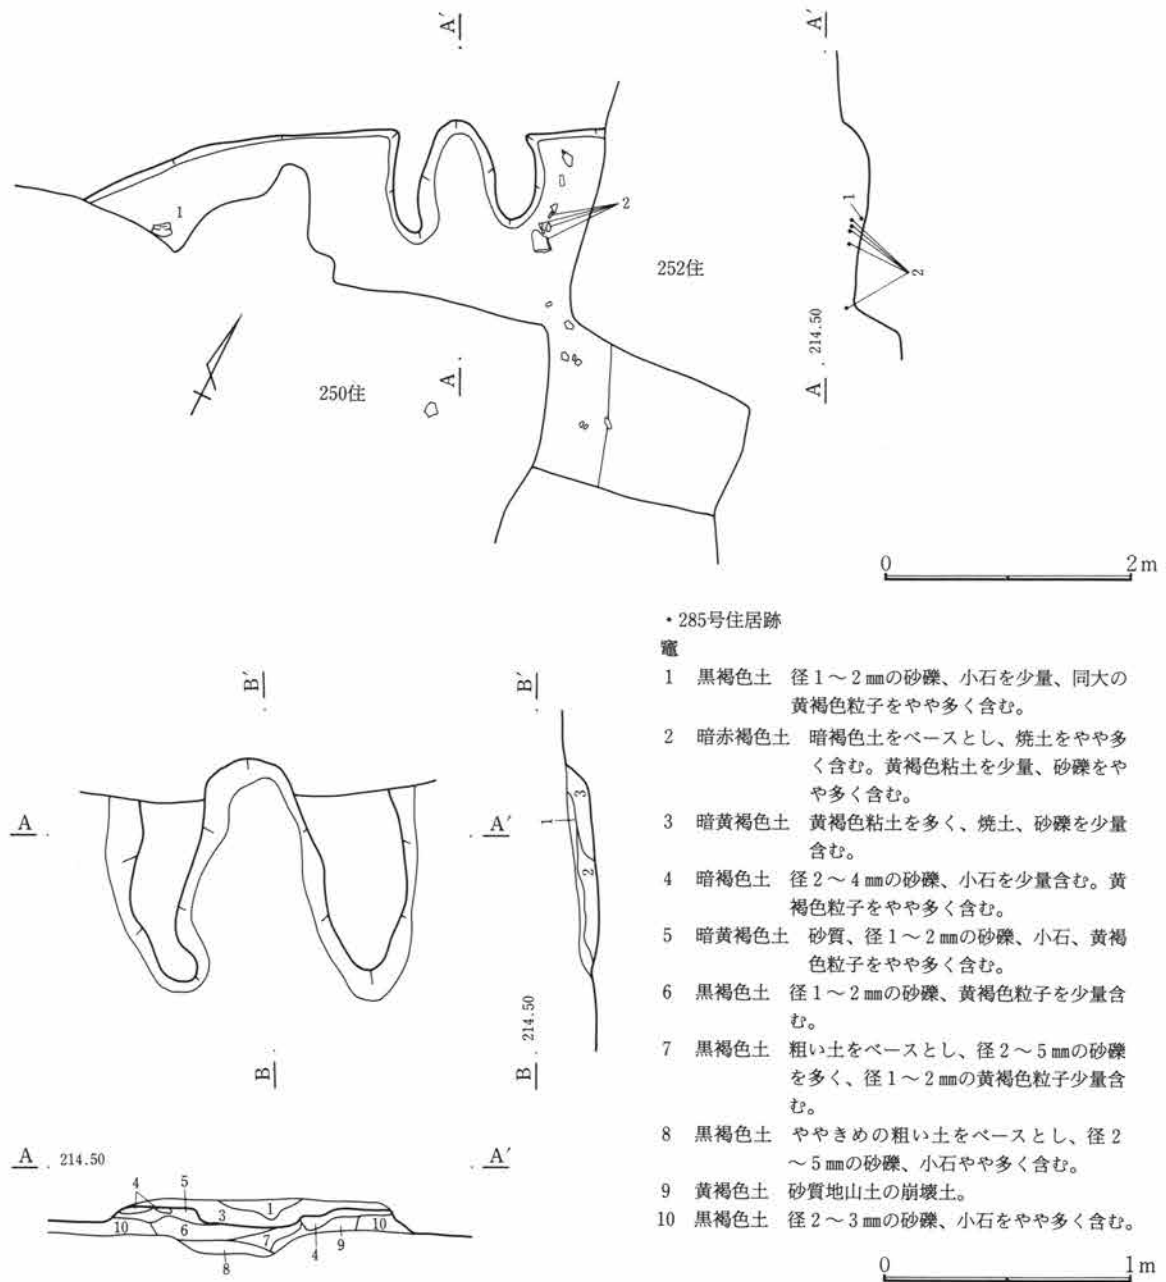 A′
A′
1
2
252住
1
2
250住
A
A 214.50
0 2m
・285号住居跡
竈
1 黒褐色土 径1～2㎜の砂礫、小石を少量、同大の
黄褐色粒子をやや多く含む。
2 暗赤褐色土 暗褐色土をベースとし、焼土をやや多
く含む。黄褐色粘土を少量、砂礫をや
や多く含む。
3 暗黄褐色土 黄褐色粘土を多く、焼土、砂礫を少量
含む。
4 暗褐色土 径2～4㎜の砂礫、小石を少量含む。黄
褐色粒子をやや多く含む。
5 暗黄褐色土 砂質、径1～2㎜の砂礫、小石、黄褐
色粒子をやや多く含む。
6 黒褐色土 径1～2㎜の砂礫、黄褐色粒子を少量含
む。
7 黒褐色土 粗い土をベースとし、径2～5㎜の砂礫
を多く、径1～2㎜の黄褐色粒子少量含
む。
8 黒褐色土 ややきめの粗い土をベースとし、径2
～5㎜の砂礫、小石やや多く含む。
9 黄褐色土 砂質地山土の崩壊土。
10 黒褐色土 径2～3㎜の砂礫、小石をやや多く含む。
B′
B′
A
A′
1
3
2
B
B 214.50
A 214.50
A′
4
5
3
1
10
6
7
4
9
10
8
0 1m